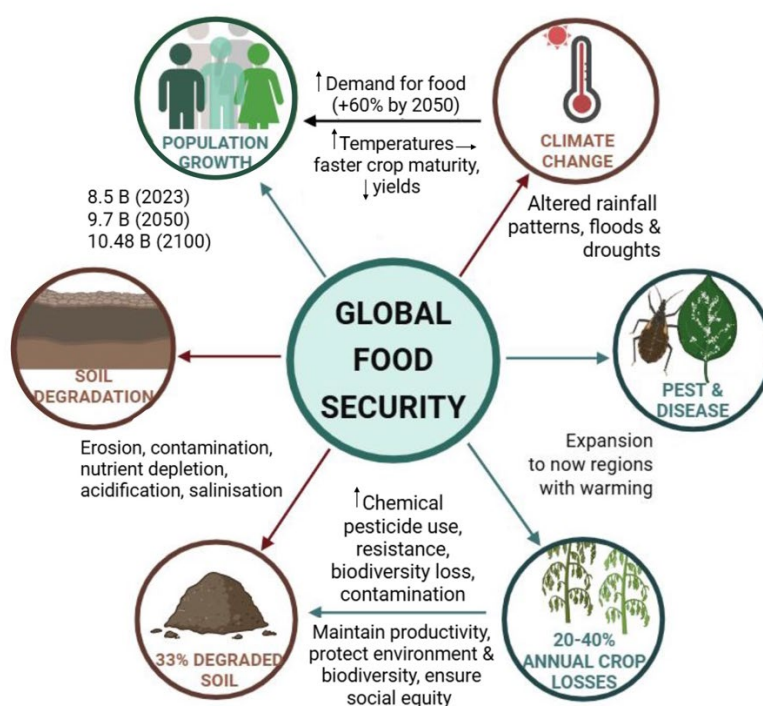 POPULATION
GROWTH
↑Demand for food
(+60% by 2050)
↑Temperatures→
faster crop maturity,
↓yields
CLIMATE
CHANGE
8.5 B (2023)
9.7 B (2050)
10.48 B (2100)
Altered rainfall
patterns, floods &
droughts
GLOBAL
FOOD
SECURITY
SOIL
DEGRADATION
PEST &
DISEASE
Erosion, contamination,
nutrient depletion,
acidification, salinisation
Expansion
to now regions
with warming
↑Chemical
pesticide use,
resistance,
biodiversity loss,
contamination
33% DEGRADED
SOIL
Maintain productivity,
protect environment &
biodiversity, ensure
social equity
20-40%
ANNUAL CROP
LOSSES